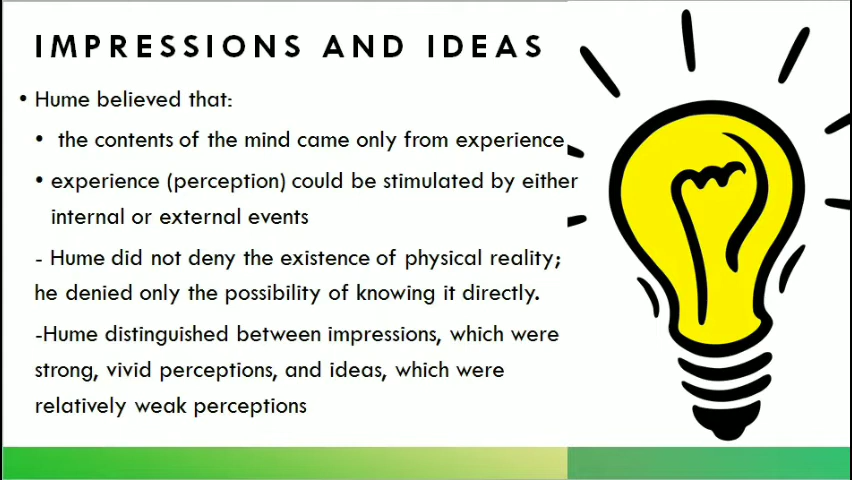 IMPRESSIONS AND IDEAS
• Hume believed that:
• the contents of the mind came only from experience
• experience (perception) could be stimulated by either
internal or external events
- Hume did not deny the existence of physical reality;
he denied only the possibility of knowing it directly.
-Hume distinguished between impressions, which were
strong, vivid perceptions, and ideas, which were
relatively weak perceptions